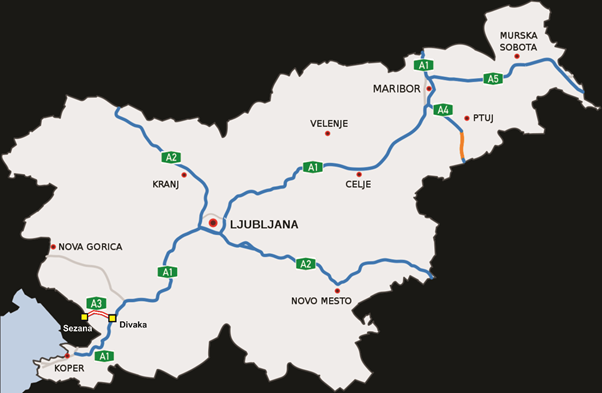 MURSKA
SOBOTA
A1
A5
MARIBOR
A4
PTUJ
VELENJE
A2
A1
KRANJ
CELJE
LJUBLJANA
NOVA GORICA
A1
A2
NOVO MESTO
A3
Sezana
Divaka
A1
KOPER